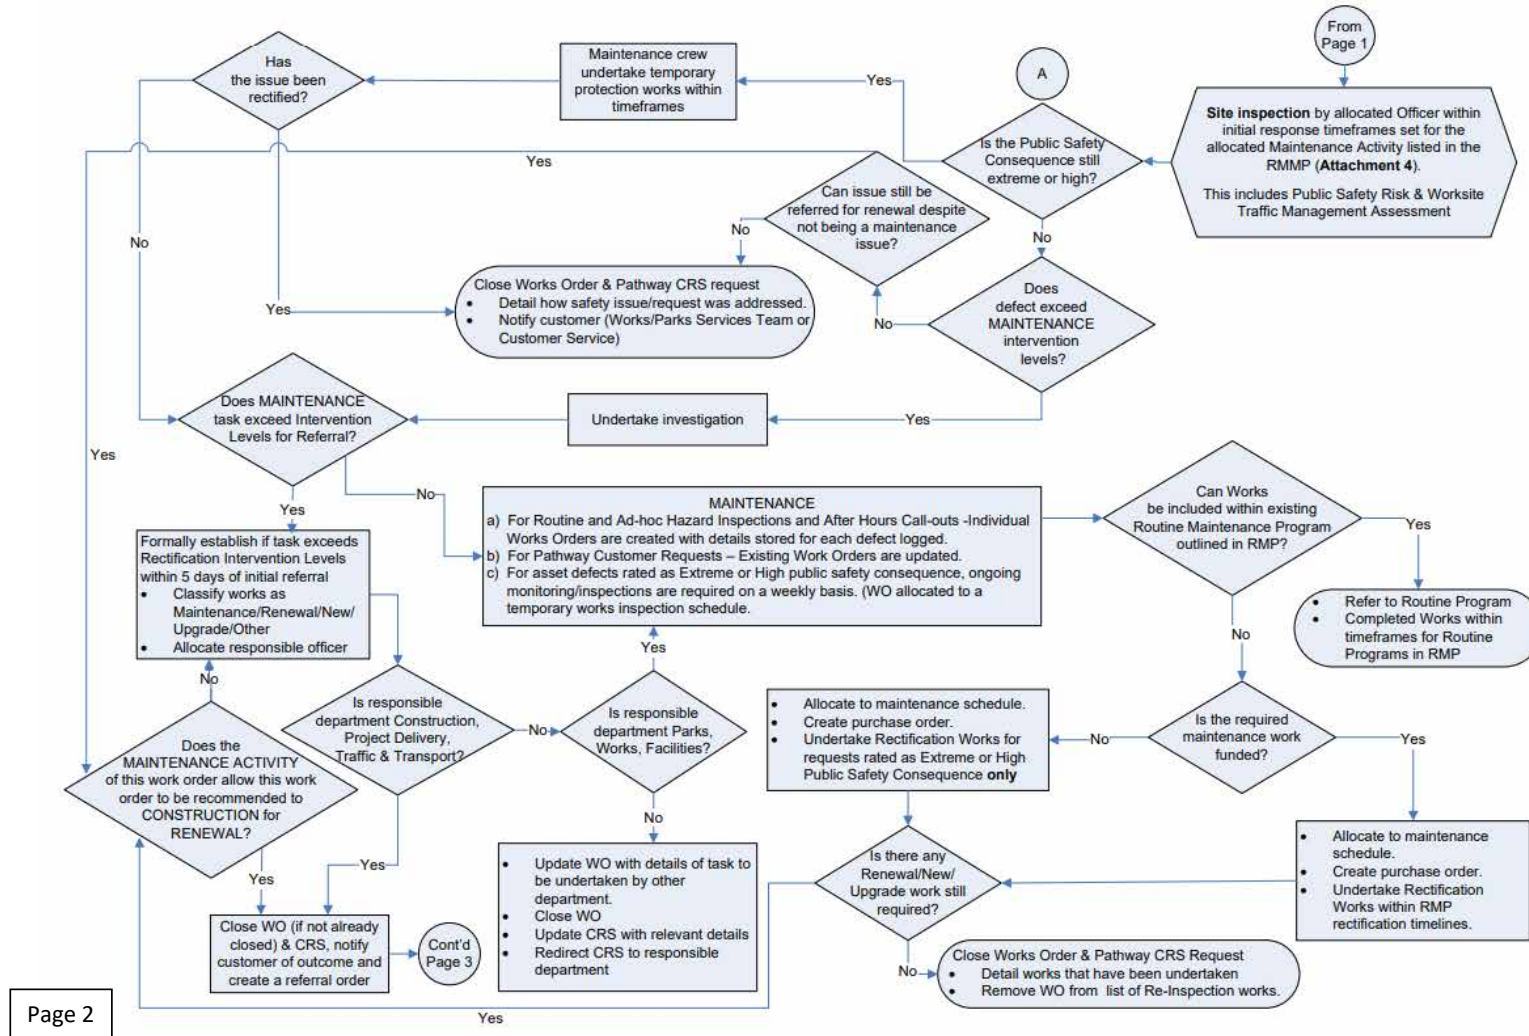 From
Page 1
A
Has
the issue been
rectified?
Maintenance crew
undertake temporary
protection works within
timeframes
Yes
Is the Public Safety
Consequence still
extreme or high?
Site inspection by allocated Officer within
initial response timeframes set for the
allocated Maintenance Activity listed in the
RMMP (Attachment 4).
This includes Public Safety Risk & Worksite
Traffic Management Assessment
Yes
Can issue still be
referred for renewal despite
not being a maintenance
issue?
No
No
No
Close Works Order & Pathway CRS request
• Detail how safety issue/request was addressed.
• Notify customer (Works/Parks Services Team or
Customer Service)
Yes
Does
defect exceed
MAINTENANCE
intervention
levels?
No
Does MAINTENANCE
task exceed Intervention
Levels for Referral?
Undertake investigation
Yes
Yes
No
Yes
MAINTENANCE
a) For Routine and Ad-hoc Hazard Inspections and After Hours Call-outs -Individual
Works Orders are created with details stored for each defect logged.
b) For Pathway Customer Requests – Existing Work Orders are updated.
c) For asset defects rated as Extreme or High public safety consequence, ongoing
monitoring/inspections are required on a weekly basis. (WO allocated to a
temporary works inspection schedule.
Can Works
be included within existing
Routine Maintenance Program
outlined in RMP?
Yes
Formally establish if task exceeds
Rectification Intervention Levels
within 5 days of initial referral
• Classify works as
Maintenance/Renewal/New/
Upgrade/Other
• Allocate responsible officer
• Refer to Routine Program
• Completed Works within
timeframes for Routine
Programs in RMP
No
Yes
No
Is responsible
department Construction,
Project Delivery,
Traffic & Transport?
No
Is responsible
department Parks,
Works, Facilities?
• Allocate to maintenance schedule.
• Create purchase order.
• Undertake Rectification Works for
requests rated as Extreme or High
Public Safety Consequence only
No
Is the required
maintenance work
funded?
Yes
Does the
MAINTENANCE ACTIVITY
of this work order allow this work
order to be recommended to
CONSTRUCTION for
RENEWAL?
No
Yes
Yes
• Update WO with details of task to
be undertaken by other
department.
• Close WO
• Update CRS with relevant details
• Redirect CRS to responsible
department
Is there any
Renewal/New/
Upgrade work still
required?
• Allocate to maintenance
schedule.
• Create purchase order.
• Undertake Rectification
Works within RMP
rectification timelines.
Close WO (if not already
closed) & CRS, notify
customer of outcome and
create a referral order
Cont'd
Page 3
No
Close Works Order & Pathway CRS Request
• Detail works that have been undertaken
• Remove WO from list of Re-Inspection works.
Yes
Page 2